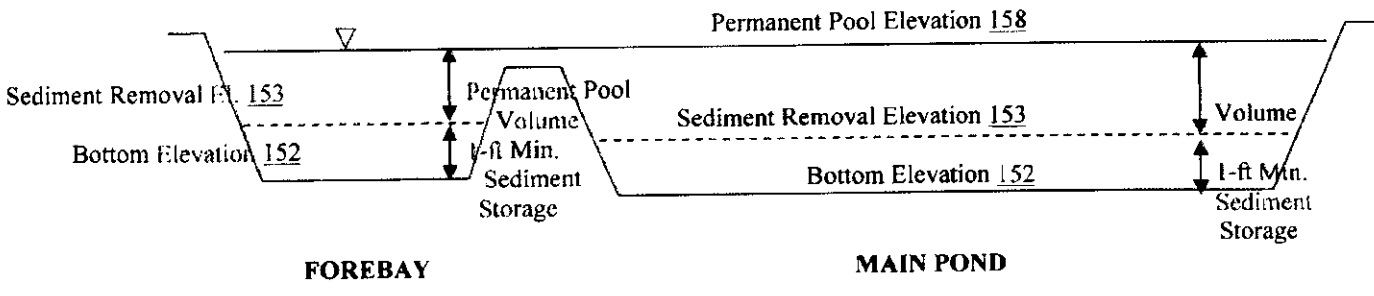 Permanent Pool Elevation 158
Sediment Removal El. 153
Permanent Pool
Volume
Sediment Removal Elevation 153
Volume
Bottom Elevation 152
1-ft Min.
Sediment
Storage
Bottom Elevation 152
1-ft Min.
Sediment
Storage
FOREBAY
MAIN POND